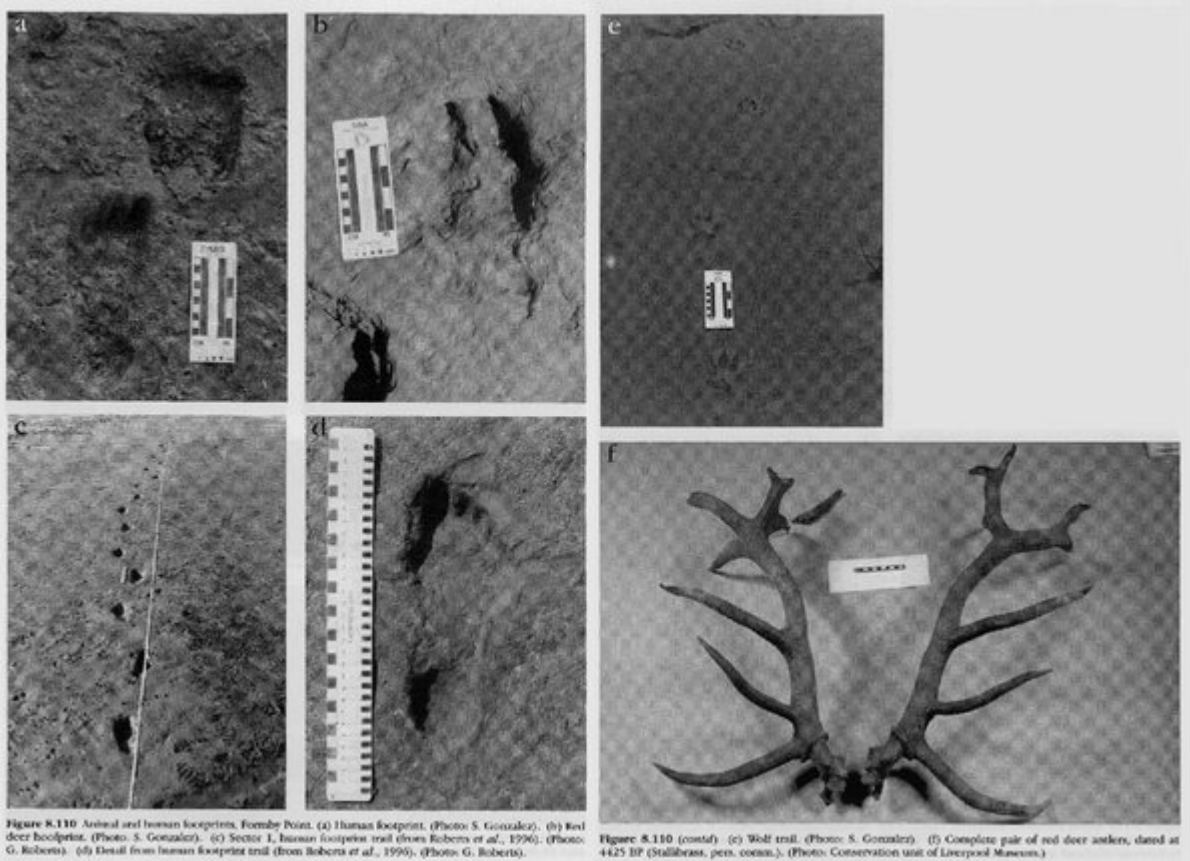 a
b
e
c
d
f
Figure 8.110 Animal and human footprints, Formby Point. (a) Human footprint. (Photo: S. Gonzalez). (b) Red
deer hoofprint. (Photo. S. Gonzalez). (c) Sector 1, human footprint trail (from Roberts et al., 1996). (Photo:
G. Roberts). (d) Detail from human footprint trail (from Roberts et al., 1996). (Photo: G. Roberts).
Figure 8.110 (contd) (e) Wolf trail. (Photo: S. Gonzalez). (f) Complete pair of red deer antlers, dated at
4425 BP (Stallibrass, pers. comm.). (Photo: Conservation unit of Liverpool Museum.)